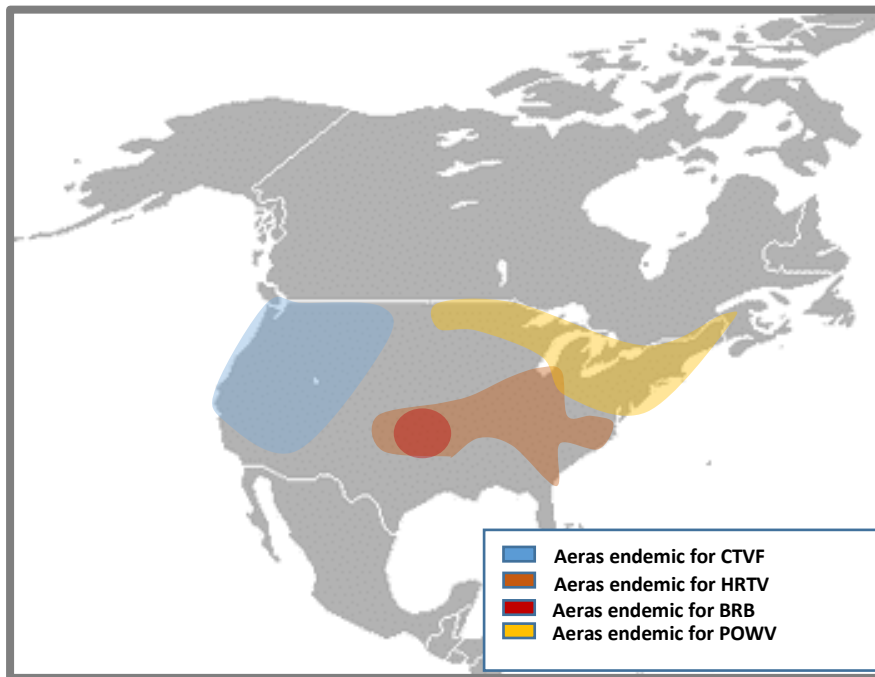 Aeras endemic for CTVF
Aeras endemic for HRTV
Aeras endemic for BRB
Aeras endemic for POWV